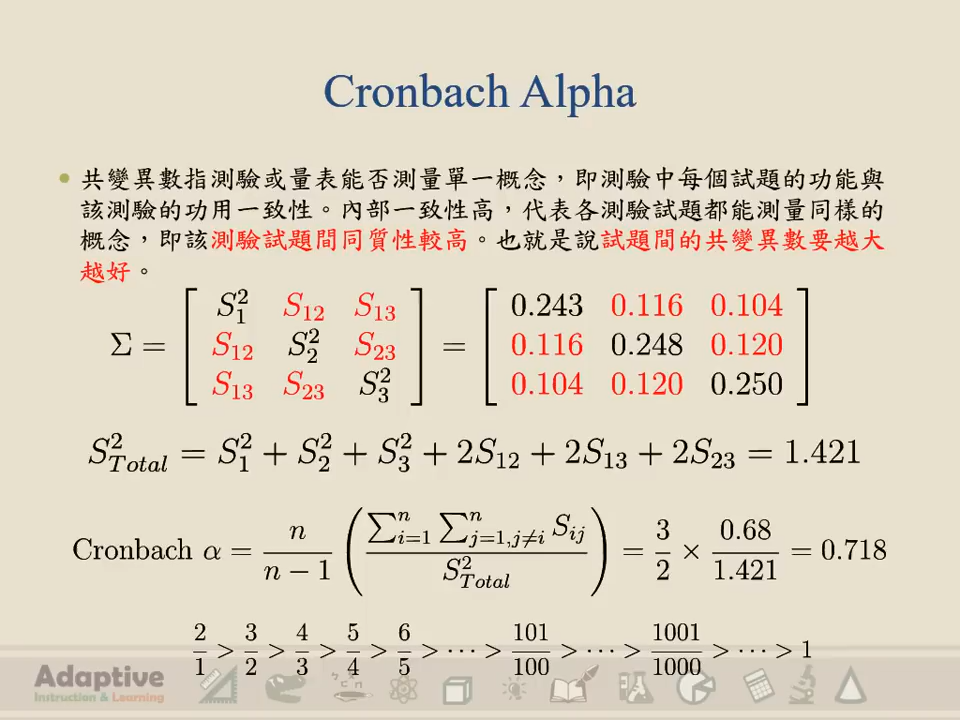 Cronbach Alpha
• 共變異數指測驗或量表能否測量單一概念，即測驗中每個試題的功能與
該測驗的功用一致性。內部一致性高，代表各測驗試題都能測量同樣的
概念，即該測驗試題間同質性較高。也就是說試題間的共變異數要越大
越好。
Σ = [ S₁² S₁₂ S₁₃ ; S₁₂ S₂² S₂₃ ; S₁₃ S₂₃ S₃² ] = [ 0.243 0.116 0.104 ; 0.116 0.248 0.120 ; 0.104 0.120 0.250 ]
S²_Total = S₁² + S₂² + S₃² + 2S₁₂ + 2S₁₃ + 2S₂₃ = 1.421
Cronbach α = n/(n − 1) ( ∑ⁿᵢ₌₁ ∑ⁿⱼ₌₁,ⱼ≠ᵢ Sᵢⱼ / S²_Total ) = 3/2 × 0.68/1.421 = 0.718
2/1 > 3/2 > 4/3 > 5/4 > 6/5 > ⋯ > 101/100 > ⋯ > 1001/1000 > ⋯ > 1
Adaptive
Instruction & Learning